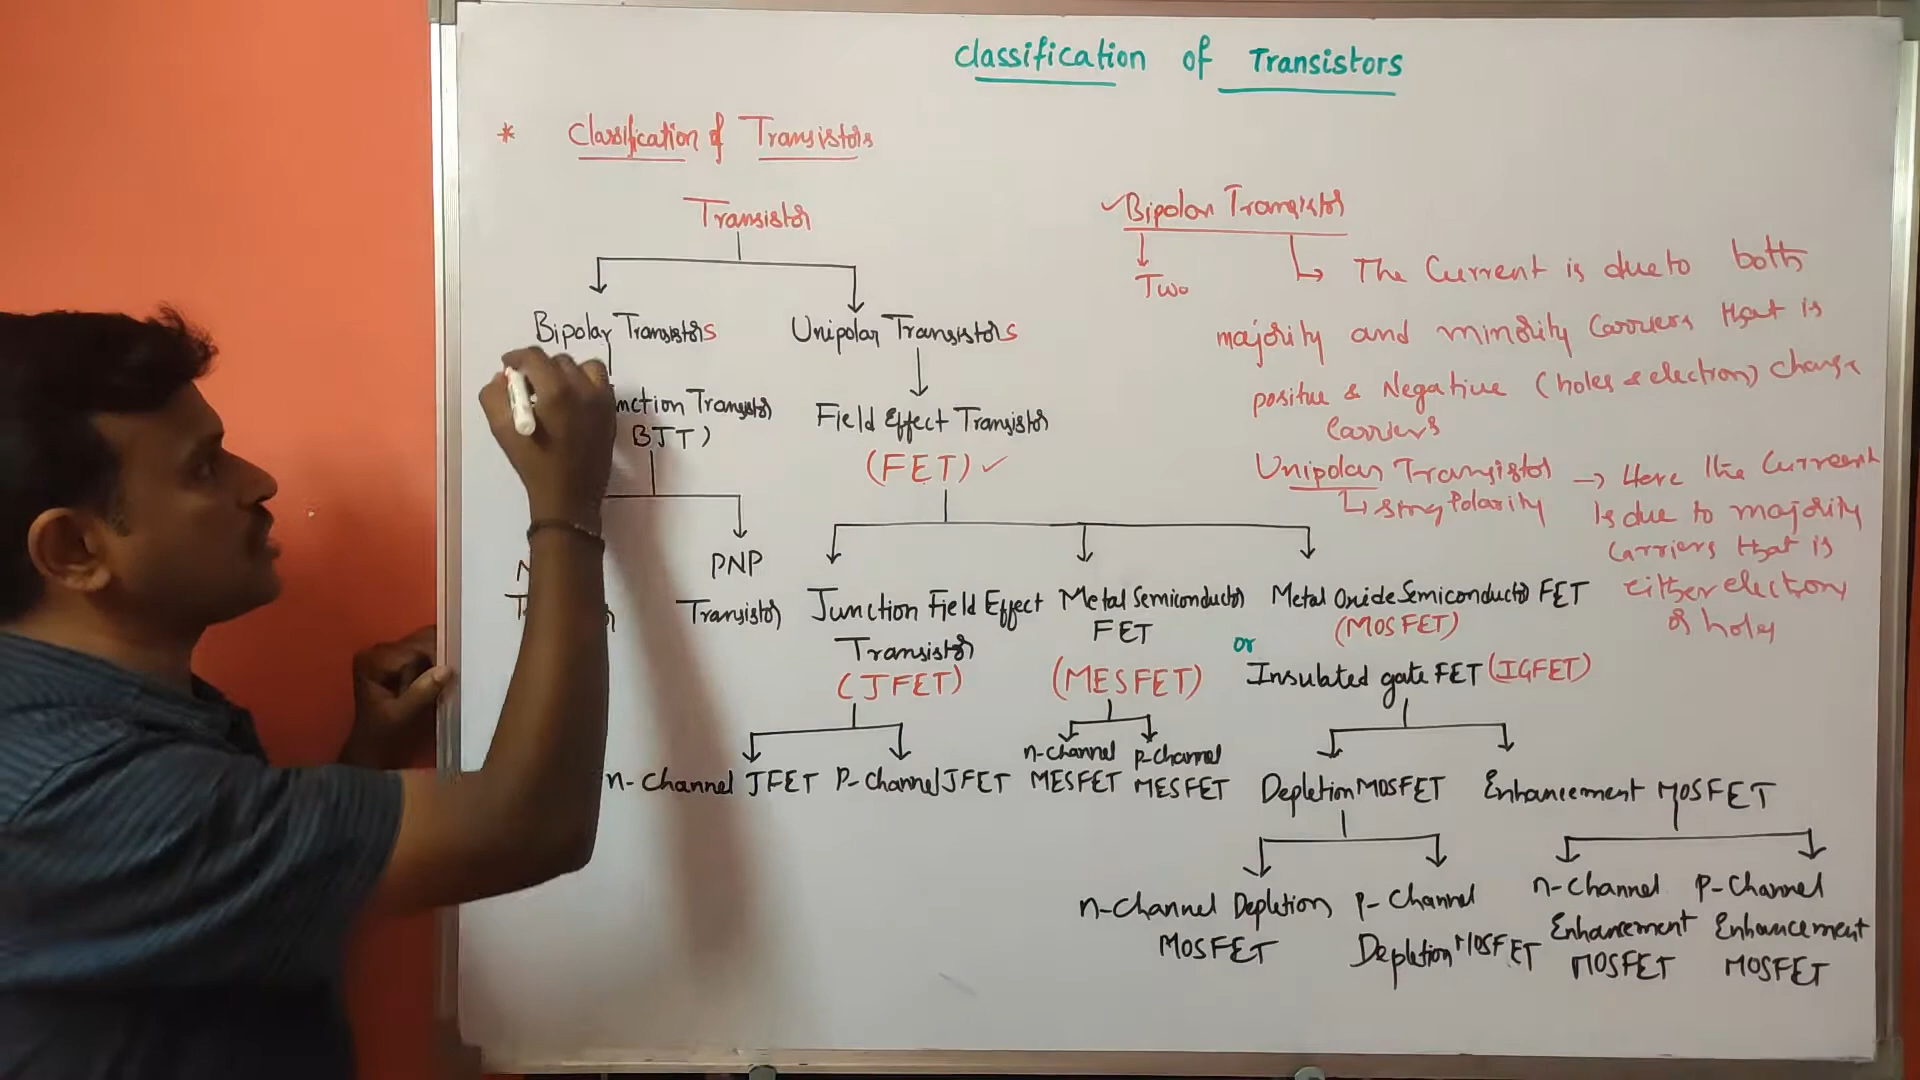 Classification of Transistors
* Classification of Transistors
Transistor
Bipolar Transistors
Unipolar Transistors
nction Transistor
BJT)
Field Effect Transistor
(FET) ✓
PNP
Transistor
Junction Field Effect
Transistor
(JFET)
Metal Semiconductor
FET
(MESFET)
Metal Oxide Semiconductor FET
(MOSFET)
or
Insulated gate FET (IGFET)
n-Channel JFET
P-Channel JFET
n-channel
MESFET
p-channel
MESFET
Depletion MOSFET
Enhancement MOSFET
n-Channel Depletion
MOSFET
P-Channel
Depletion MOSFET
n-Channel
Enhancement
MOSFET
P-Channel
Enhancement
MOSFET
✓Bipolar Transistor
Two
The Current is due to both
majority and minority Carriers that is
positive & Negative (holes & electron) charge
Carriers
Unipolar Transistor → Here the Current
Polarity
Is due to majority
Carriers that is
either electrons
or holes